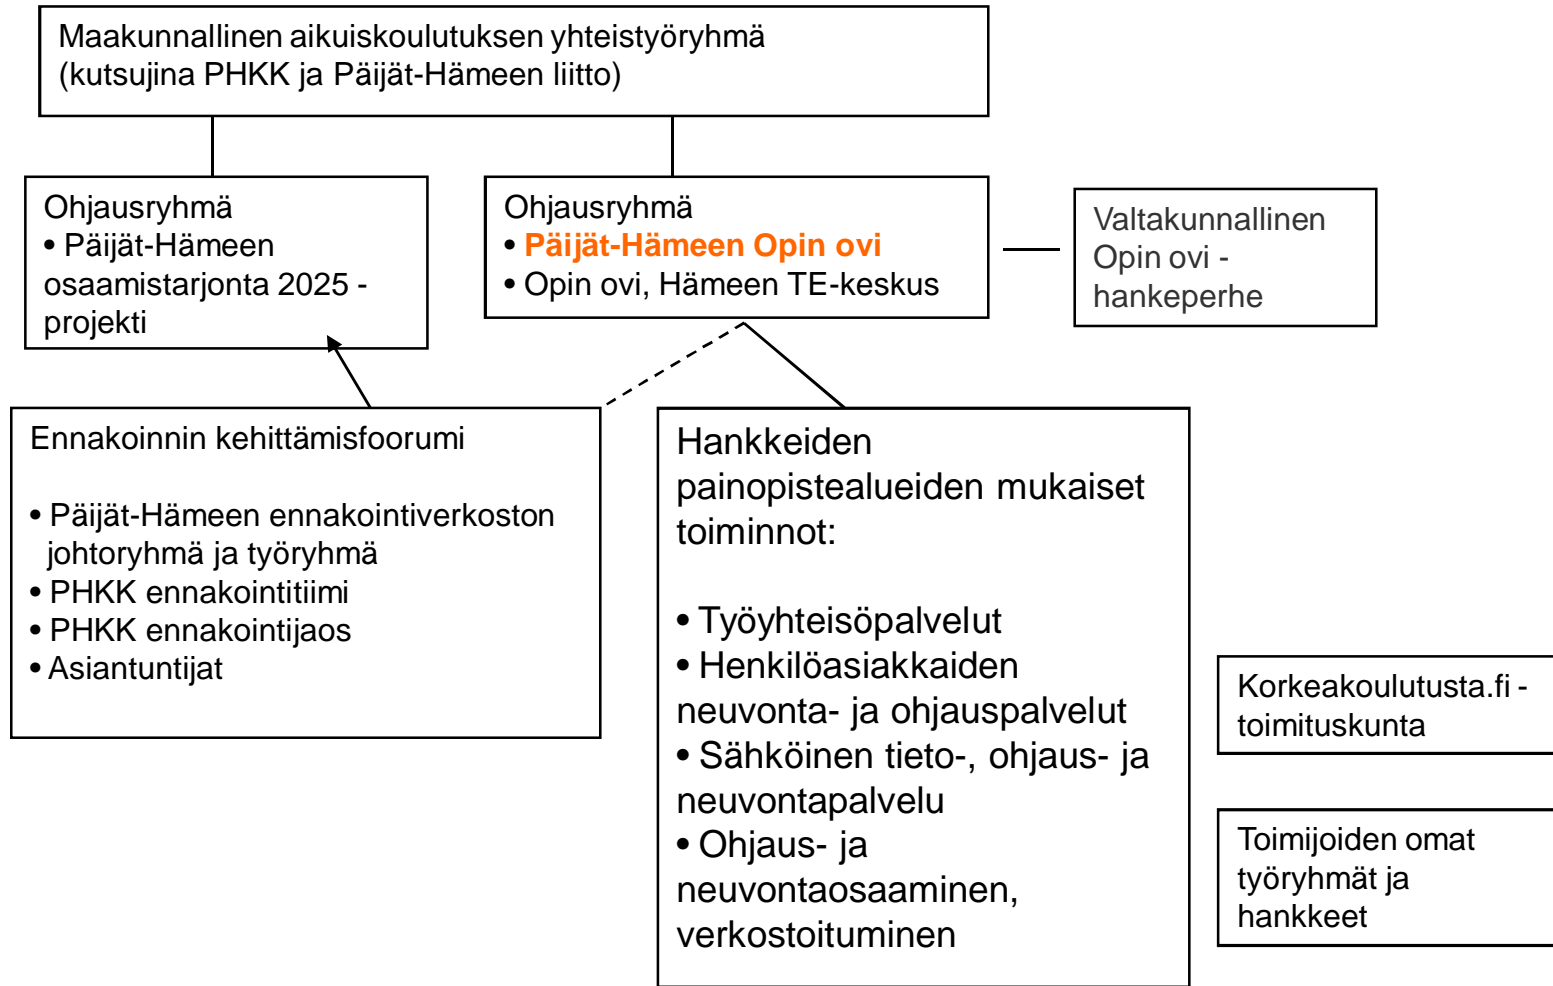 Maakunnallinen aikuiskoulutuksen yhteistyöryhmä
(kutsujina PHKK ja Päijät-Hämeen liitto)
Ohjausryhmä
• Päijät-Hämeen
osaamistarjonta 2025 -
projekti
Ohjausryhmä
• Päijät-Hämeen Opin ovi
• Opin ovi, Hämeen TE-keskus
Valtakunnallinen
Opin ovi -
hankeperhe
Ennakoinnin kehittämisfoorumi
• Päijät-Hämeen ennakointiverkoston
johtoryhmä ja työryhmä
• PHKK ennakointitiimi
• PHKK ennakointijaos
• Asiantuntijat
Hankkeiden
painopistealueiden mukaiset
toiminnot:
• Työyhteisöpalvelut
• Henkilöasiakkaiden
neuvonta- ja ohjauspalvelut
• Sähköinen tieto-, ohjaus- ja
neuvontapalvelu
• Ohjaus- ja
neuvontaosaaminen,
verkostoituminen
Korkeakoulutusta.fi -
toimituskunta
Toimijoiden omat
työryhmät ja
hankkeet